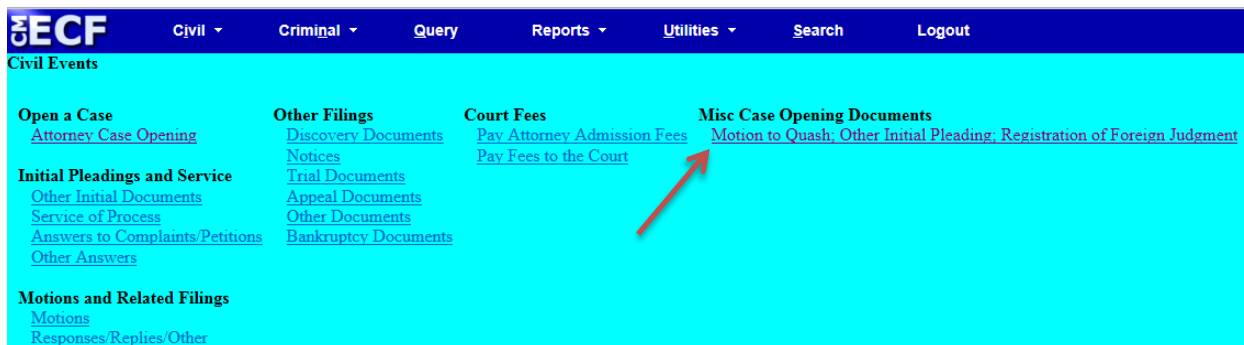 CM ECF Civil Criminal Query Reports Utilities Search Logout
Civil Events
Open a Case
Attorney Case Opening
Initial Pleadings and Service
Other Initial Documents
Service of Process
Answers to Complaints/Petitions
Other Answers
Motions and Related Filings
Motions
Responses/Replies/Other
Other Filings
Discovery Documents
Notices
Trial Documents
Appeal Documents
Other Documents
Bankruptcy Documents
Court Fees
Pay Attorney Admission Fees
Pay Fees to the Court
Misc Case Opening Documents
Motion to Quash; Other Initial Pleading; Registration of Foreign Judgment